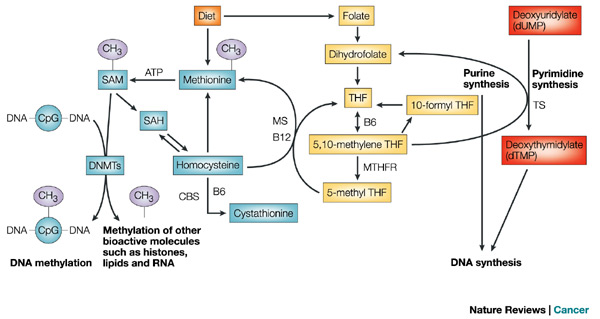 Diet
Folate
Deoxyuridylate
(dUMP)
CH3
CH3
Dihydrofolate
SAM
ATP
Methionine
Purine
synthesis
Pyrimidine
synthesis
THF
10-formyl THF
TS
DNA
CpG
DNA
SAH
MS
B12
B6
5,10-methylene THF
Deoxythymidylate
(dTMP)
DNMTs
Homocysteine
MTHFR
CH3
CH3
CBS
B6
5-methyl THF
Cystathionine
DNA
CpG
DNA
Methylation of other
bioactive molecules
such as histones,
lipids and RNA
DNA methylation
DNA synthesis
Nature Reviews | Cancer